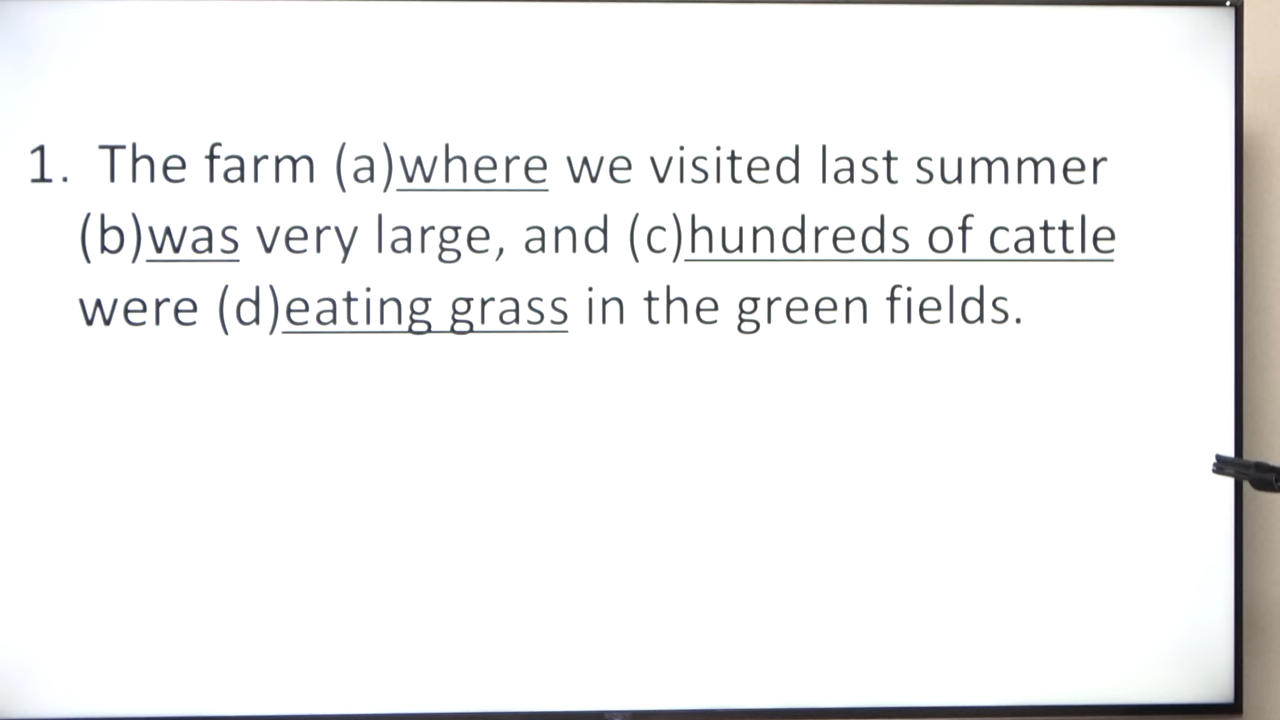 1. The farm (a)where we visited last summer
(b)was very large, and (c)hundreds of cattle
were (d)eating grass in the green fields.